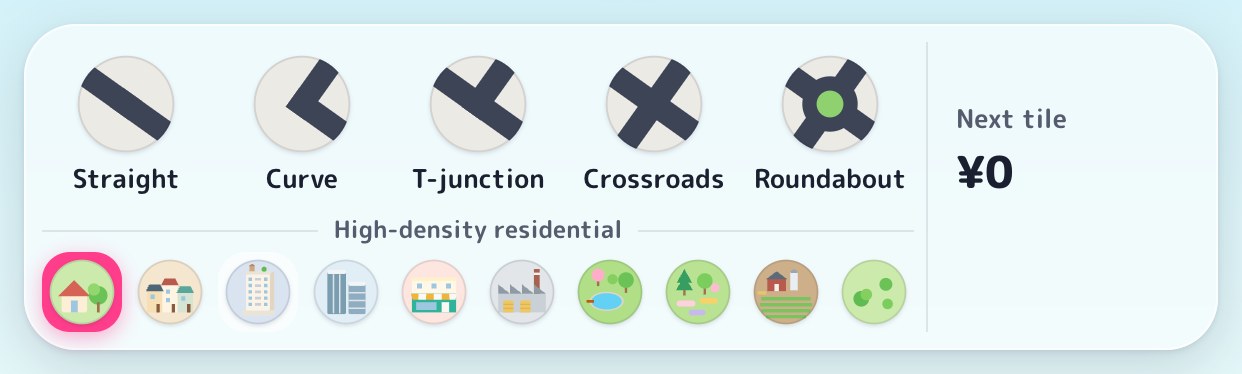 Straight
Curve
T-junction
Crossroads
Roundabout
High-density residential
Next tile
¥0